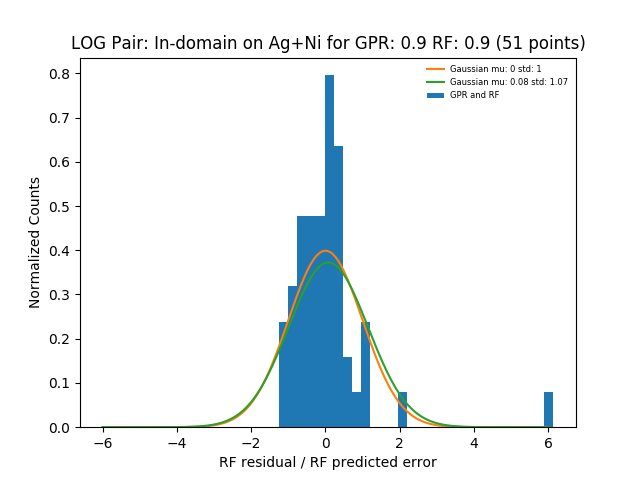 LOG Pair: In-domain on Ag+Ni for GPR: 0.9 RF: 0.9 (51 points)
Gaussian mu: 0 std: 1
Gaussian mu: 0.08 std: 1.07
GPR and RF
Normalized Counts
0.8
0.7
0.6
0.5
0.4
0.3
0.2
0.1
0.0
−6 −4 −2 0 2 4 6
RF residual / RF predicted error